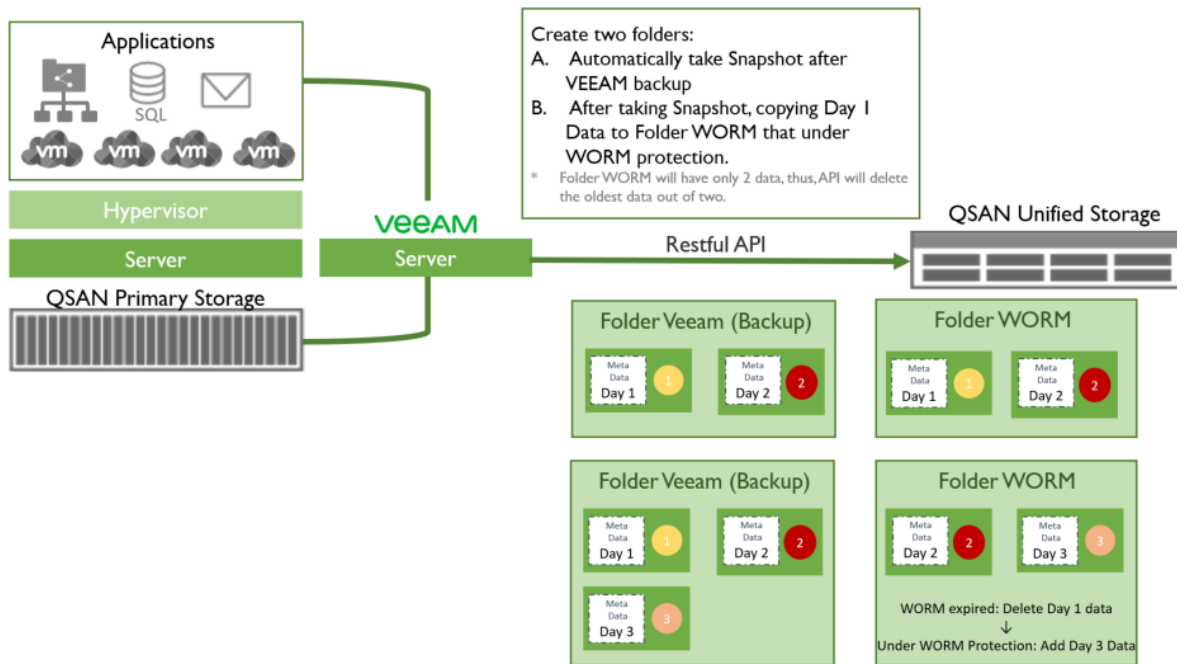 Applications
SQL
vm vm vm vm
Hypervisor
Server
QSAN Primary Storage
veeAM
Server
Create two folders:
A. Automatically take Snapshot after
VEEAM backup
B. After taking Snapshot, copying Day 1
Data to Folder WORM that under
WORM protection.
* Folder WORM will have only 2 data, thus, API will delete
the oldest data out of two.
Restful API
QSAN Unified Storage
Folder Veeam (Backup)
Meta
Data
Day 1
1
Meta
Data
Day 2
2
Folder WORM
Meta
Data
Day 1
1
Meta
Data
Day 2
2
Folder Veeam (Backup)
Meta
Data
Day 1
1
Meta
Data
Day 2
2
Meta
Data
Day 3
3
Folder WORM
Meta
Data
Day 2
2
Meta
Data
Day 3
3
WORM expired: Delete Day 1 data
↓
Under WORM Protection: Add Day 3 Data